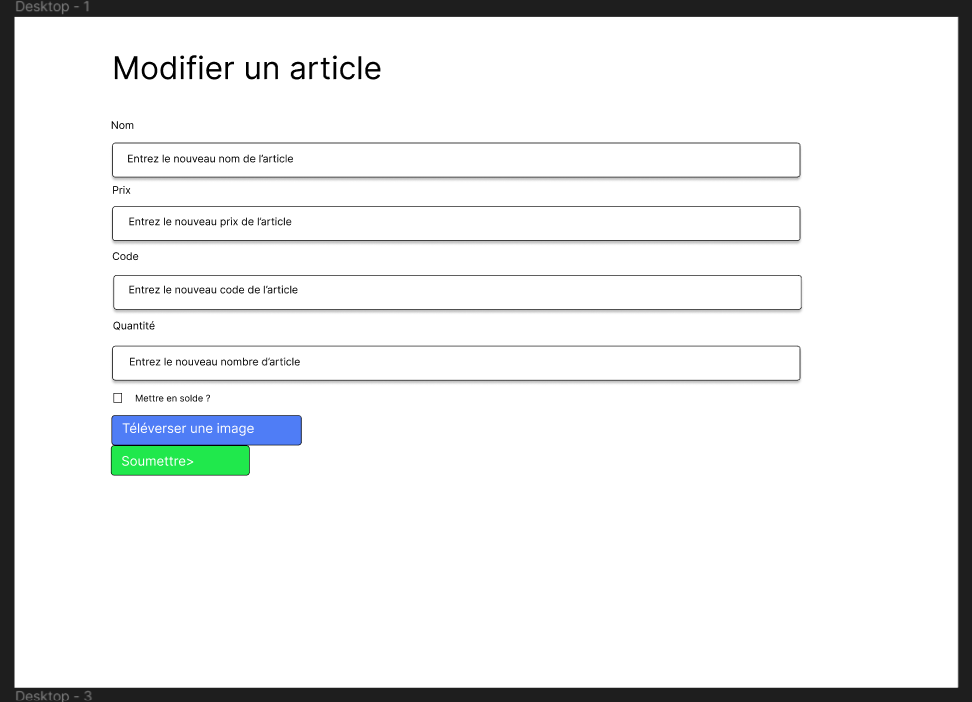 Desktop - 1
Modifier un article
Nom
Entrez le nouveau nom de l’article
Prix
Entrez le nouveau prix de l’article
Code
Entrez le nouveau code de l’article
Quantité
Entrez le nouveau nombre d’article
Mettre en solde ?
Téléverser une image
Soumettre>
Desktop - 3